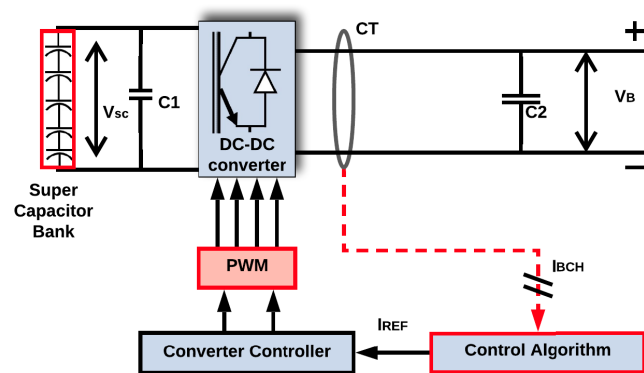 CT
+
Vsc
C1
C2
VB
DC-DC
converter
−
Super
Capacitor
Bank
PWM
IBCH
IREF
Converter Controller
Control Algorithm